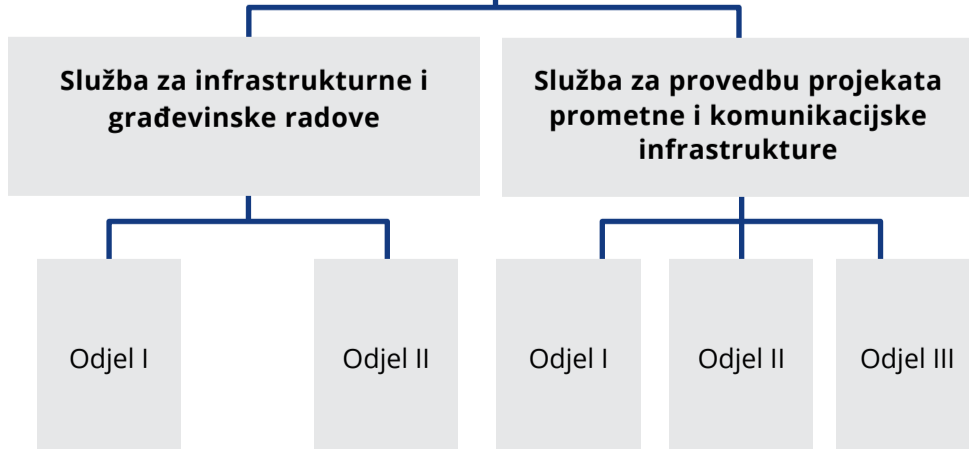 Služba za infrastrukturne i
građevinske radove
Služba za provedbu projekata
prometne i komunikacijske
infrastrukture
Odjel I
Odjel II
Odjel I
Odjel II
Odjel III